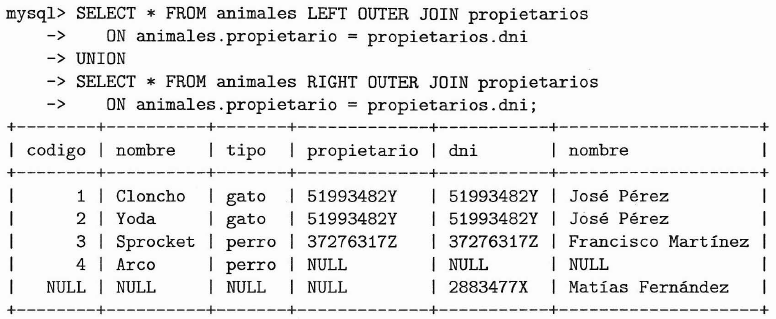 mysql> SELECT * FROM animales LEFT OUTER JOIN propietarios
    ->     ON animales.propietario = propietarios.dni
    -> UNION
    -> SELECT * FROM animales RIGHT OUTER JOIN propietarios
    ->     ON animales.propietario = propietarios.dni;
+--------+----------+-------+-------------+-----------+--------------------+
| codigo | nombre   | tipo  | propietario | dni       | nombre             |
+--------+----------+-------+-------------+-----------+--------------------+
|      1 | Cloncho  | gato  | 51993482Y   | 51993482Y | José Pérez         |
|      2 | Yoda     | gato  | 51993482Y   | 51993482Y | José Pérez         |
|      3 | Sprocket | perro | 37276317Z   | 37276317Z | Francisco Martínez |
|      4 | Arco     | perro | NULL        | NULL      | NULL               |
|   NULL | NULL     | NULL  | NULL        | 2883477X  | Matías Fernández   |
+--------+----------+-------+-------------+-----------+--------------------+